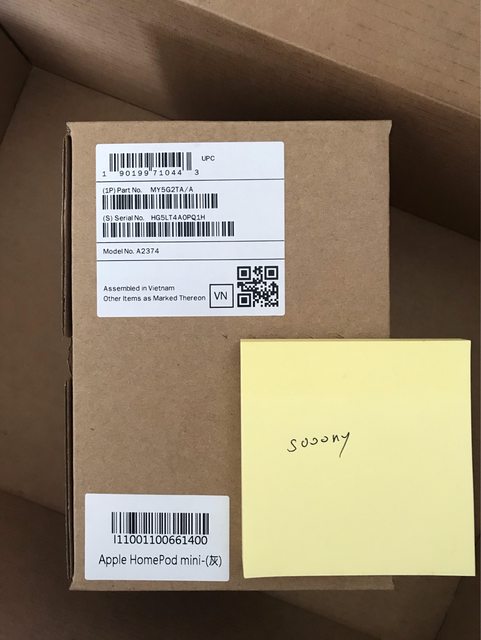 UPC
1 90199 71044 3
(1P) Part No. MY5G2TA/A
(S) Serial No. HG5LT4A0PQ1H
Model No. A2374
Assembled in Vietnam
Other Items as Marked Thereon
VN
sooony
I11001100661400
Apple HomePod mini-(灰)